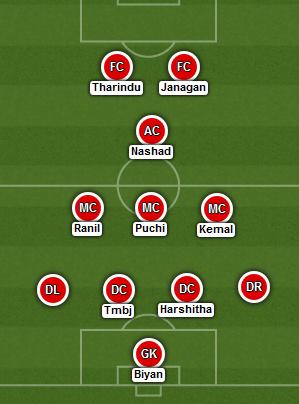 FC FC
Tharindu Janagan
AC
Nashad
MC MC MC
Ranil Puchi Kemal
DL DC DC DR
Tmbj Harshitha
GK
Biyan